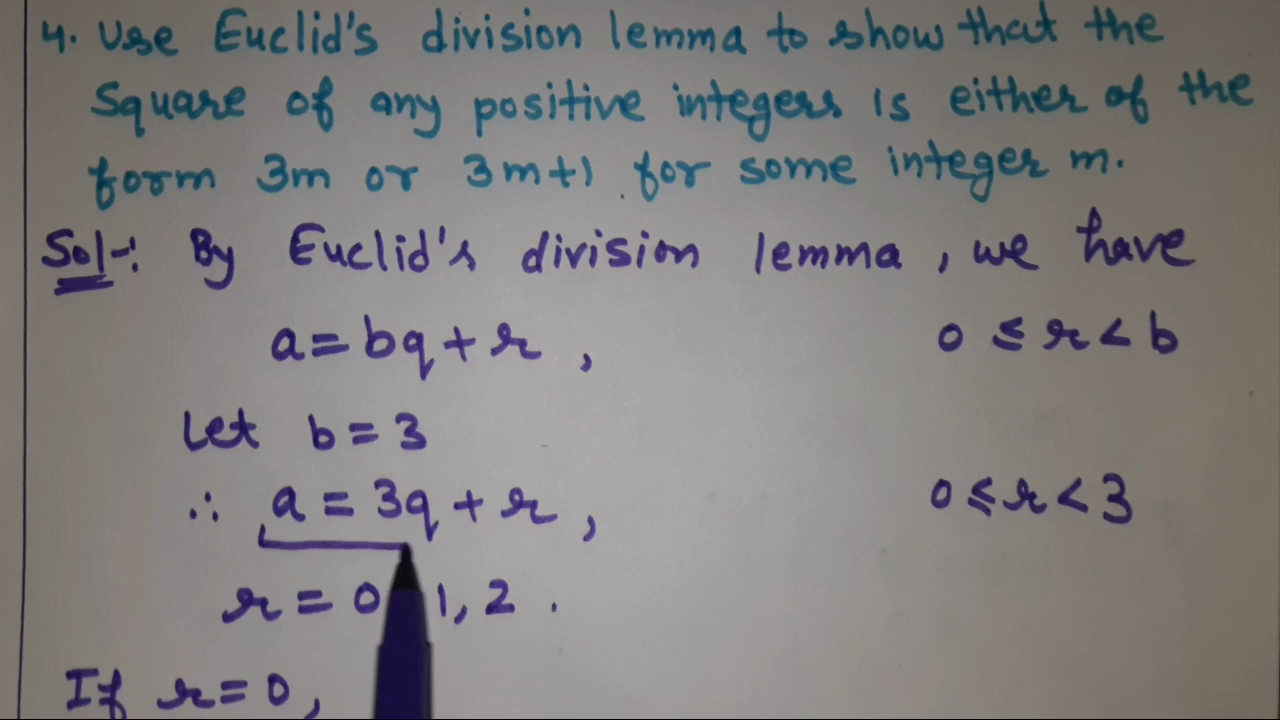 4. Use Euclid's division lemma to show that the
Square of any positive integers is either of the
form 3m or 3m+1 for some integer m.
Sol-: By Euclid's division lemma, we have
a = bq + r, 0 ≤ r < b
Let b = 3
∴ a = 3q + r, 0 ≤ r < 3
r = 0 1, 2 .
If r = 0,